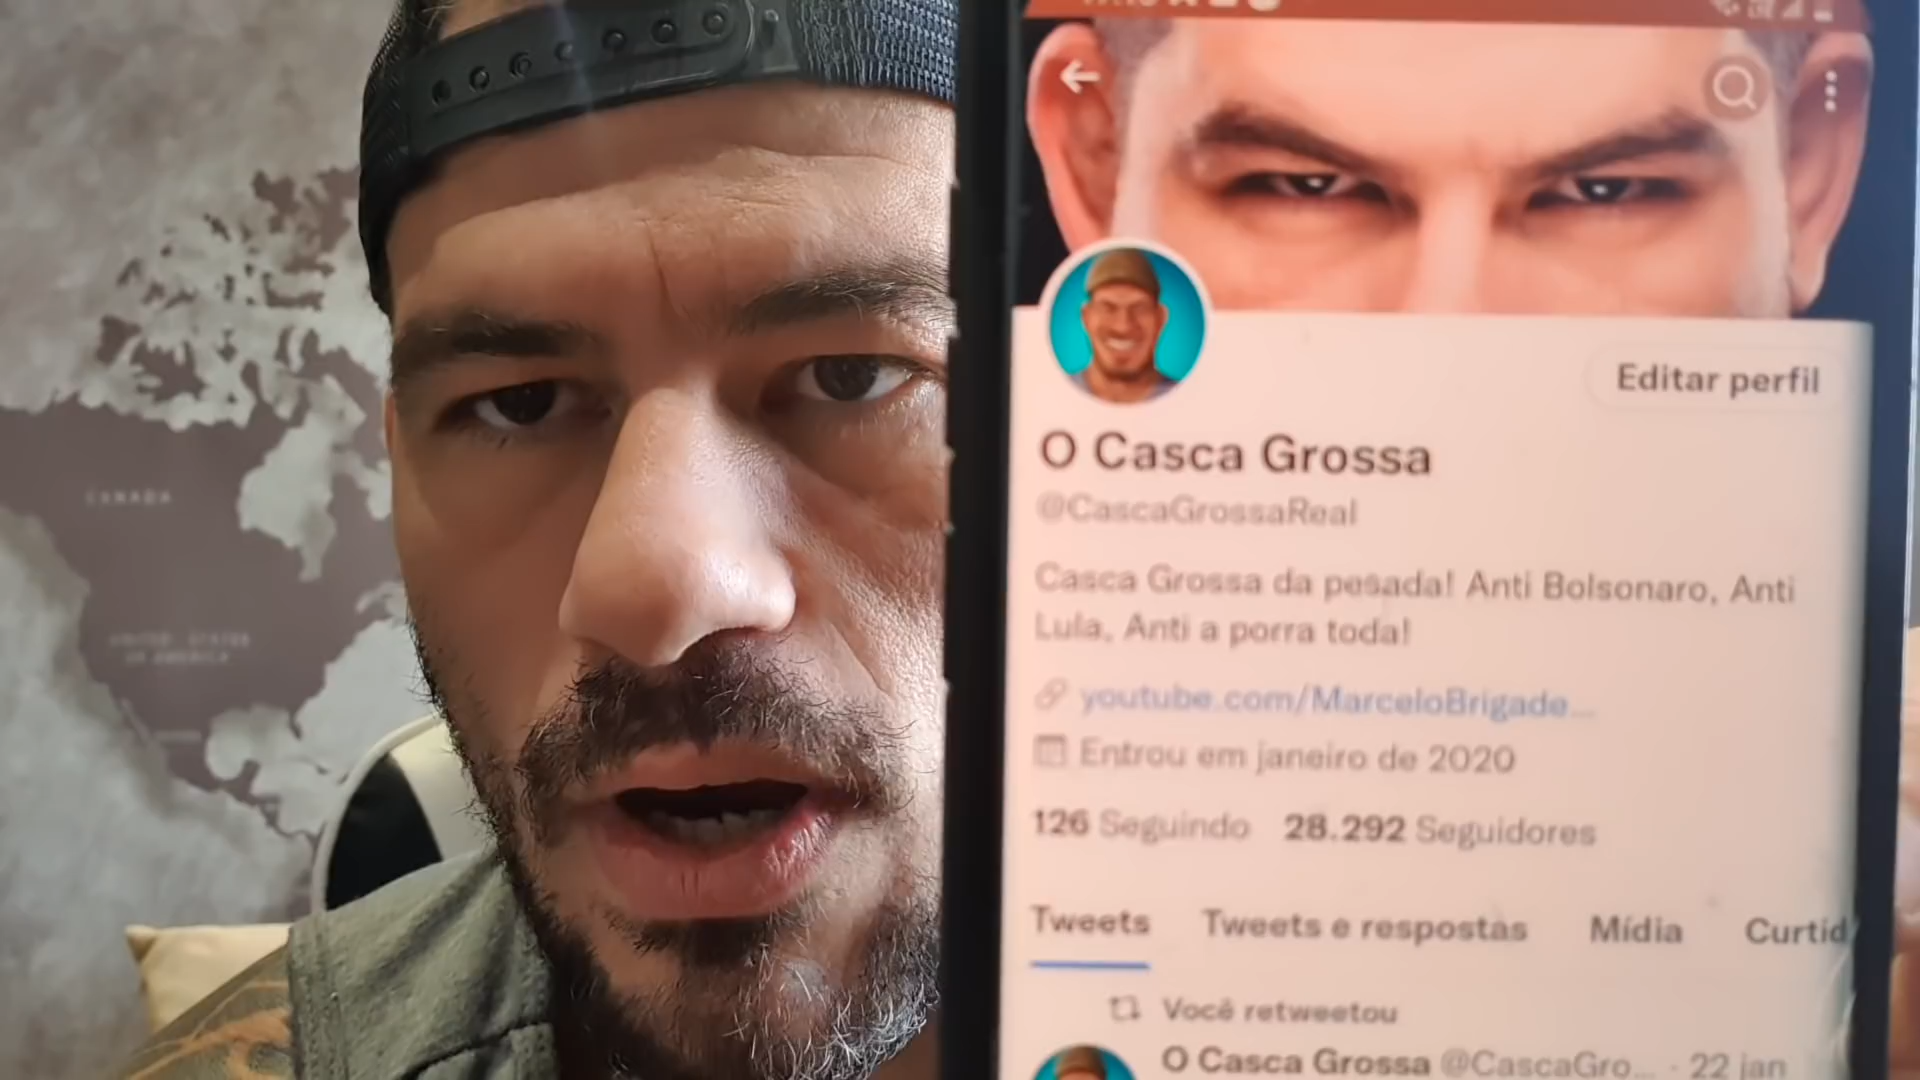 CANADA
UNITED STATES
OF AMERICA
Editar perfil
O Casca Grossa
@CascaGrossaReal
Casca Grossa da pesada! Anti Bolsonaro, Anti
Lula, Anti a porra toda!
youtube.com/MarceloBrigade...
Entrou em janeiro de 2020
126 Seguindo 28.292 Seguidores
Tweets Tweets e respostas Mídia Curtid
Você retweetou
O Casca Grossa @CascaGro... · 22 jan